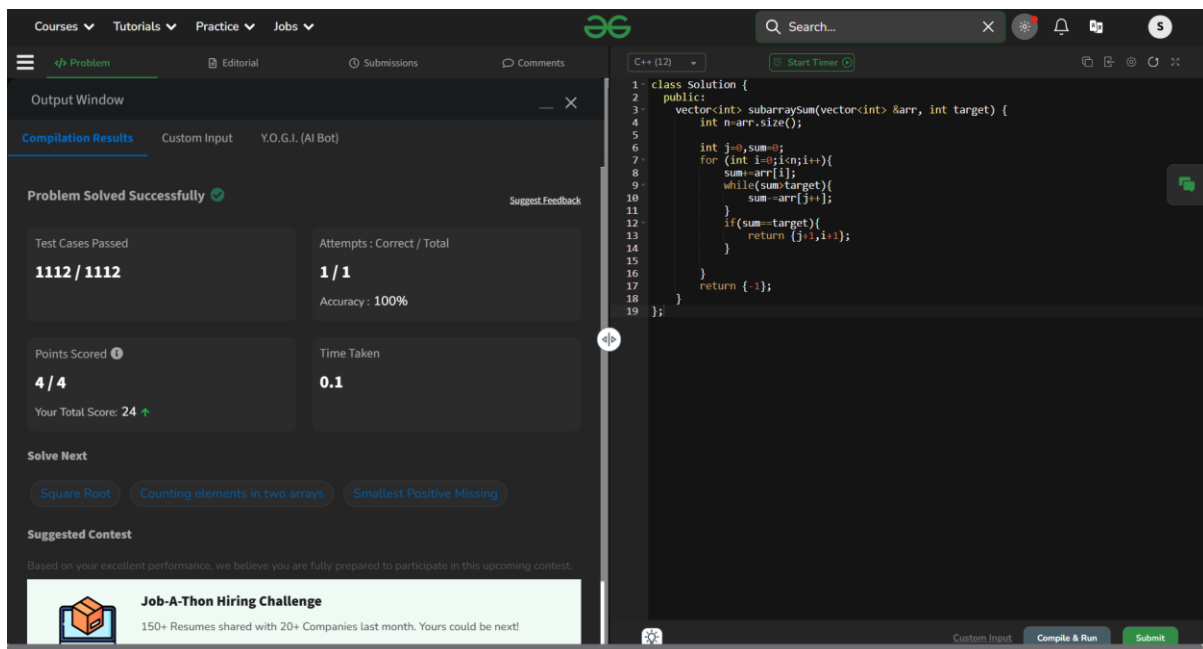 Courses Tutorials Practice Jobs Search... S
</> Problem Editorial Submissions Comments
Output Window
Compilation Results Custom Input Y.O.G.I. (AI Bot)
Problem Solved Successfully Suggest Feedback
Test Cases Passed
1112 / 1112
Attempts : Correct / Total
1 / 1
Accuracy : 100%
Points Scored
4 / 4
Your Total Score: 24
Time Taken
0.1
Solve Next
Square Root Counting elements in two arrays Smallest Positive Missing
Suggested Contest
Based on your excellent performance, we believe you are fully prepared to participate in this upcoming contest.
Job-A-Thon Hiring Challenge
150+ Resumes shared with 20+ Companies last month. Yours could be next!
C++ (12) Start Timer
1 class Solution {
2 public:
3 vector<int> subarraySum(vector<int> &arr, int target) {
4 int n=arr.size();
5
6 int j=0,sum=0;
7 for (int i=0;i<n;i++){
8 sum+=arr[i];
9 while(sum>target){
10 sum-=arr[j++];
11 }
12 if(sum==target){
13 return {j+1,i+1};
14 }
15
16 }
17 return {-1};
18 }
19 };
Custom Input Compile & Run Submit